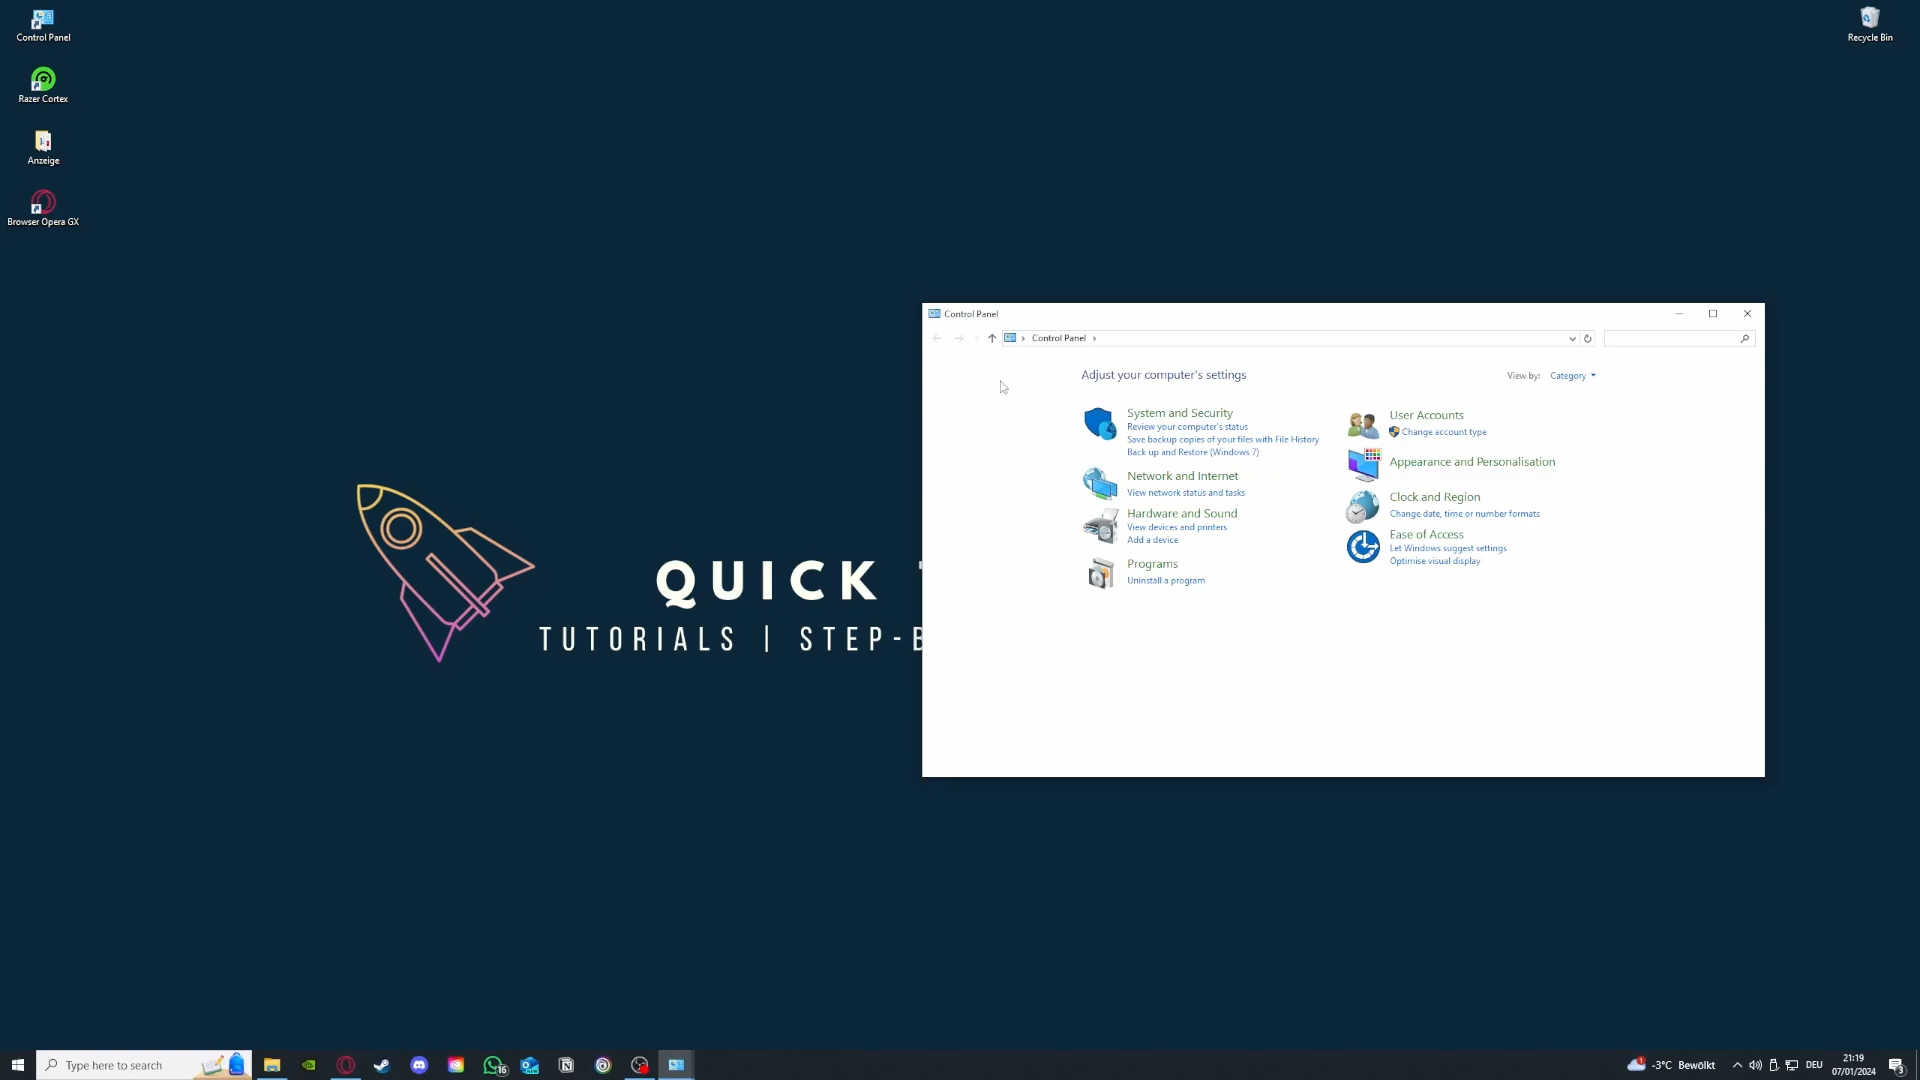 Control Panel
Razer Cortex
Anzeige
Browser Opera GX
Recycle Bin
QUICK
TUTORIALS | STEP-B
Control Panel
Control Panel
Adjust your computer's settings
View by: Category
System and Security
Review your computer's status
Save backup copies of your files with File History
Back up and Restore (Windows 7)
Network and Internet
View network status and tasks
Hardware and Sound
View devices and printers
Add a device
Programs
Uninstall a program
User Accounts
Change account type
Appearance and Personalisation
Clock and Region
Change date, time or number formats
Ease of Access
Let Windows suggest settings
Optimise visual display
Type here to search
16
1
-3°C Bewölkt
DEU
21:19
07/01/2024
3